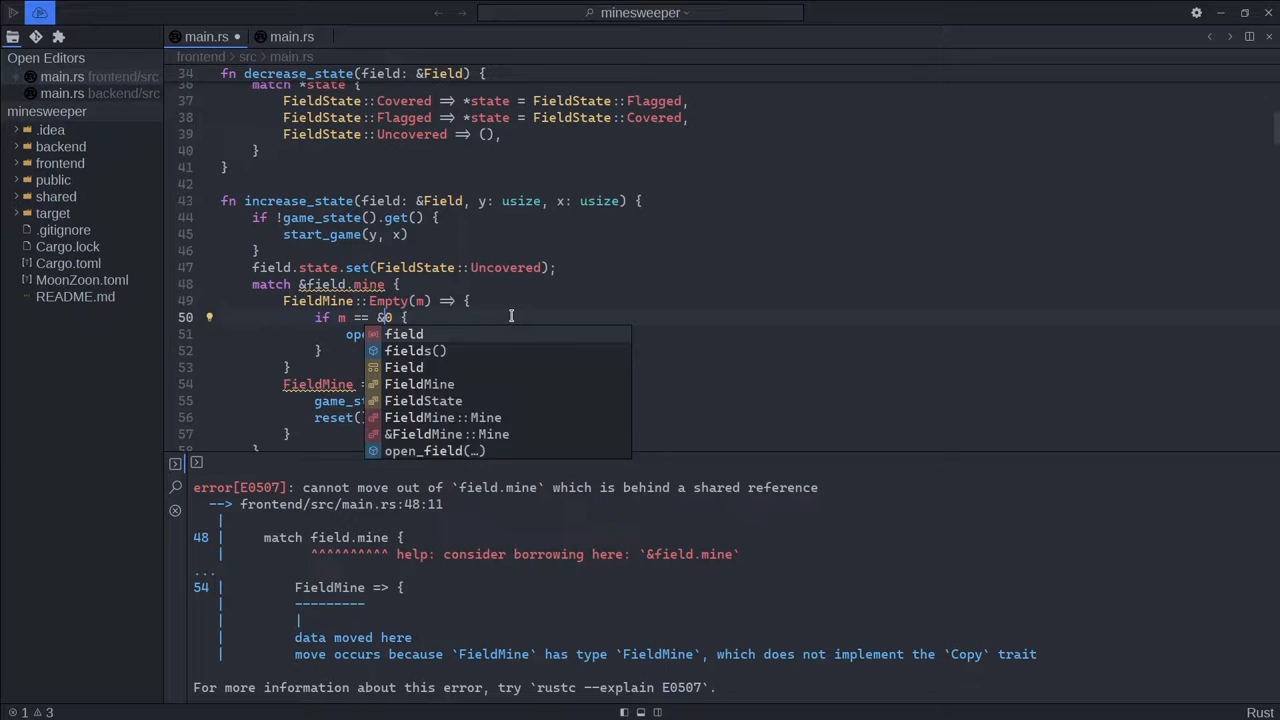 minesweeper
main.rs
main.rs
Open Editors
frontend › src › main.rs
main.rs frontend/src
main.rs backend/src
minesweeper
.idea
backend
frontend
public
shared
target
.gitignore
Cargo.lock
Cargo.toml
MoonZoon.toml
README.md
34 fn decrease_state(field: &Field) {
36 match *state {
37 FieldState::Covered => *state = FieldState::Flagged,
38 FieldState::Flagged => *state = FieldState::Covered,
39 FieldState::Uncovered => (),
40 }
41 }
42
43 fn increase_state(field: &Field, y: usize, x: usize) {
44 if !game_state().get() {
45 start_game(y, x)
46 }
47 field.state.set(FieldState::Uncovered);
48 match &field.mine {
49 FieldMine::Empty(m) => {
50 if m == &0 {
51 ope
52 }
53 }
54 FieldMine =
55 game_st
56 reset()
57 }
58 }
field
fields()
Field
FieldMine
FieldState
FieldMine::Mine
&FieldMine::Mine
open_field(…)
error[E0507]: cannot move out of `field.mine` which is behind a shared reference
--> frontend/src/main.rs:48:11
|
48 | match field.mine {
| ^^^^^^^^^^ help: consider borrowing here: `&field.mine`
...
54 | FieldMine => {
| ---------
| |
| data moved here
| move occurs because `FieldMine` has type `FieldMine`, which does not implement the `Copy` trait
For more information about this error, try `rustc --explain E0507`.
1 3
Rust